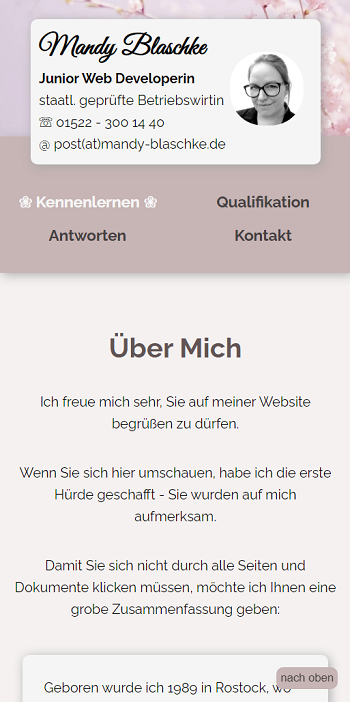 Mandy Blaschke
Junior Web Developerin
staatl. geprüfte Betriebswirtin
☏ 01522 - 300 14 40
@ post(at)mandy-blaschke.de
❀ Kennenlernen ❀
Qualifikation
Antworten
Kontakt
Über Mich
Ich freue mich sehr, Sie auf meiner Website
begrüßen zu dürfen.
Wenn Sie sich hier umschauen, habe ich die erste
Hürde geschafft - Sie wurden auf mich
aufmerksam.
Damit Sie sich nicht durch alle Seiten und
Dokumente klicken müssen, möchte ich Ihnen eine
grobe Zusammenfassung geben:
nach oben
Geboren wurde ich 1989 in Rostock, wo